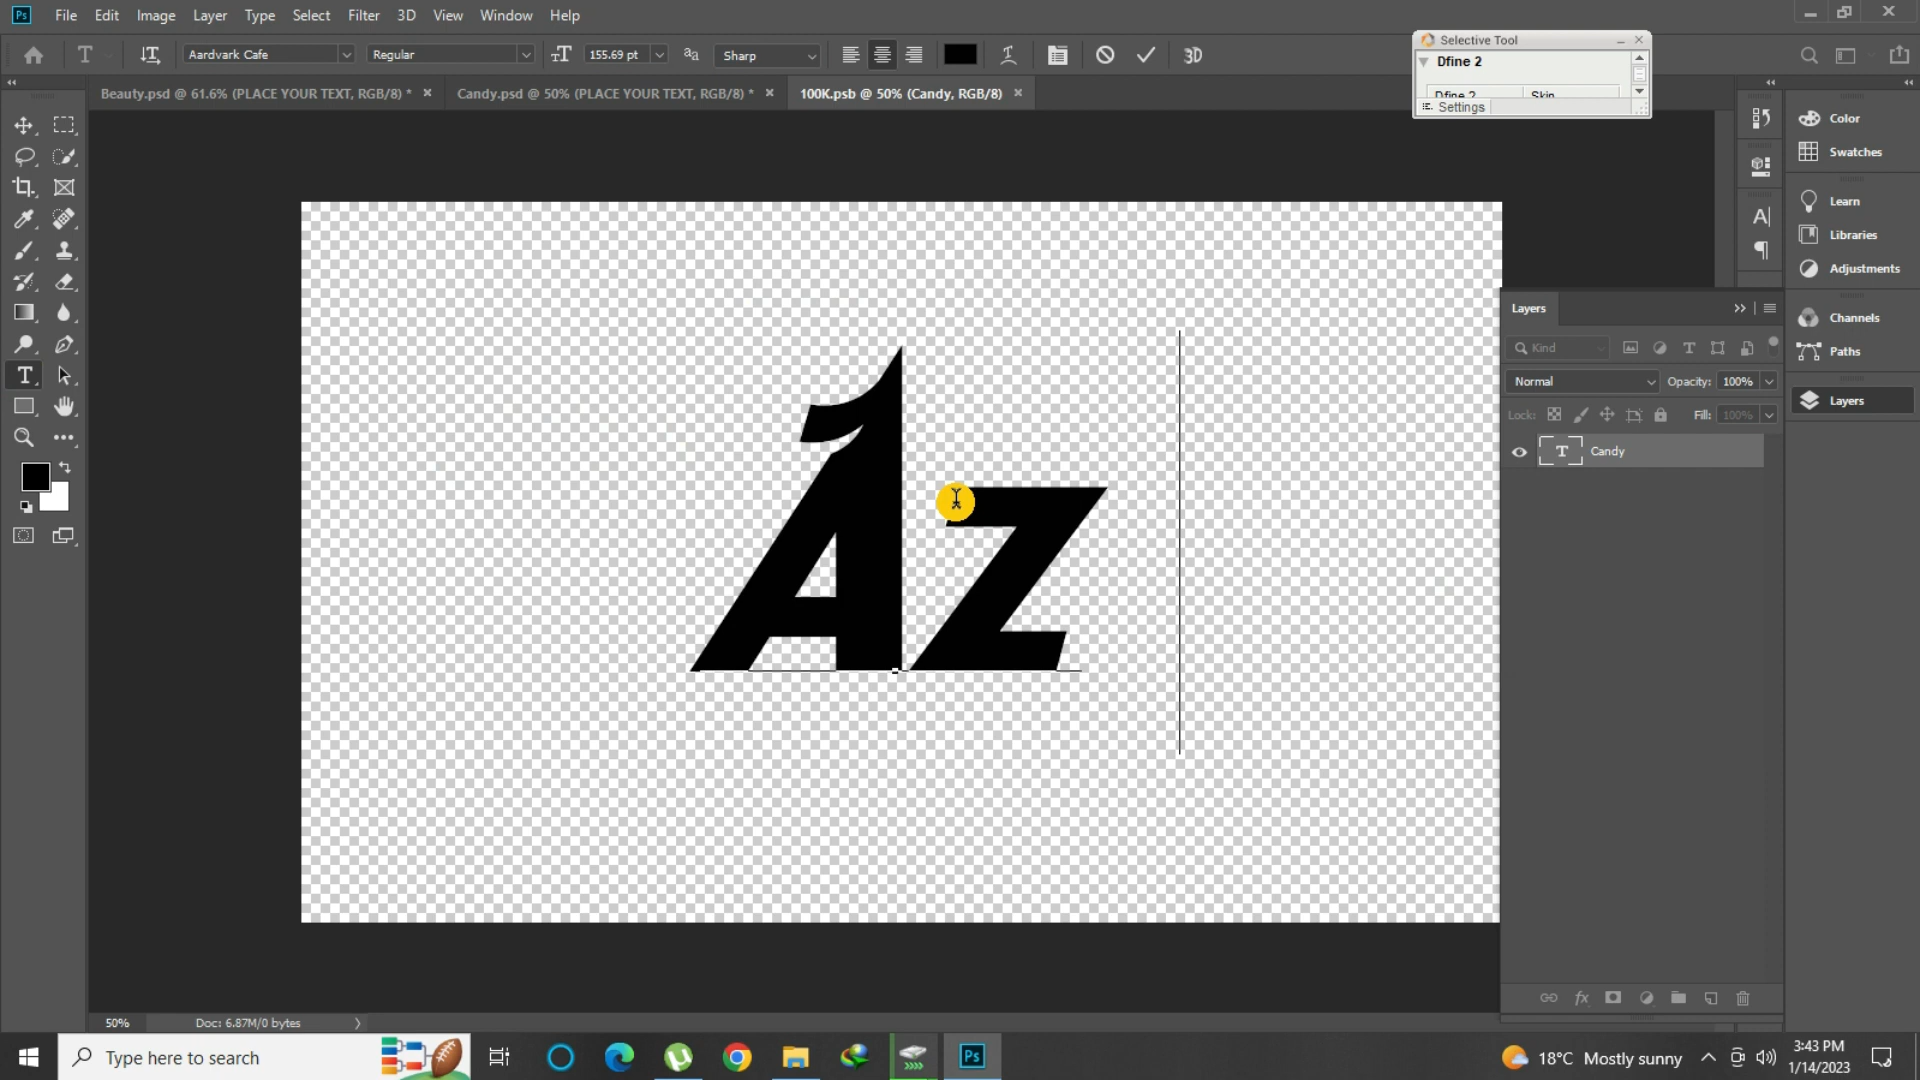 Ps File Edit Image Layer Type Select Filter 3D View Window Help
T Aardvark Cafe Regular 155.69 pt Sharp 3D
Selective Tool
Dfine 2
Settings
Beauty.psd @ 61.6% (PLACE YOUR TEXT, RGB/8) * Candy.psd @ 50% (PLACE YOUR TEXT, RGB/8) * 100K.psb @ 50% (Candy, RGB/8)
Color
Swatches
Learn
Libraries
Adjustments
Channels
Paths
Layers
Layers
Kind
Normal Opacity: 100%
Lock: Fill: 100%
T Candy
Az
50% Doc: 6.87M/0 bytes
Type here to search
Ps
18°C Mostly sunny
3:43 PM
1/14/2023